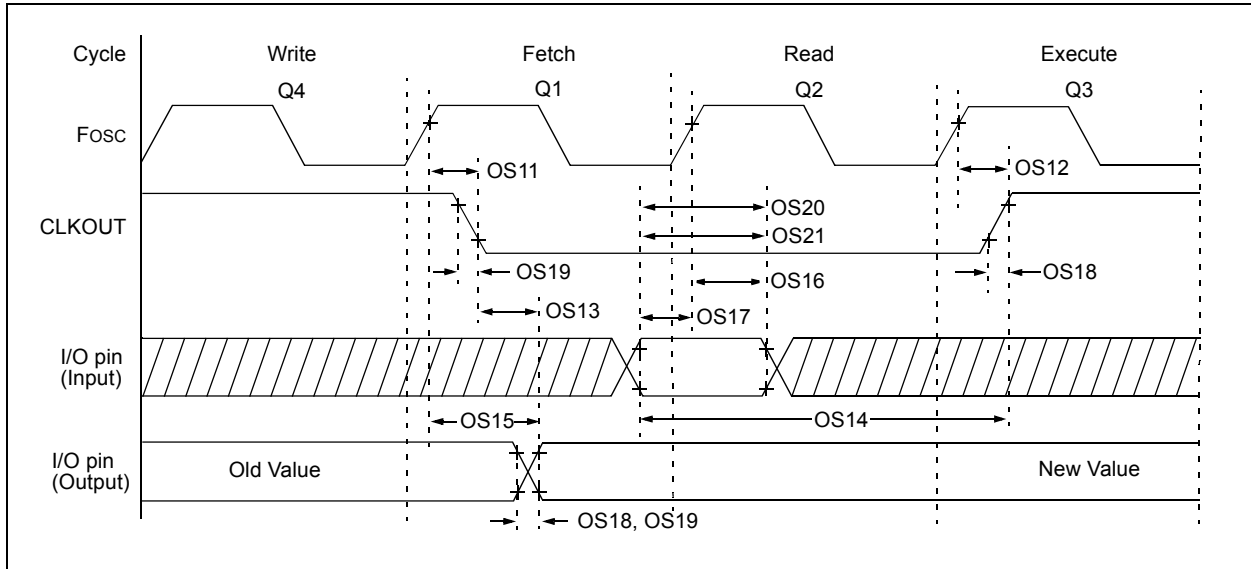 Cycle Write Fetch Read Execute
Q4 Q1 Q2 Q3
FOSC
OS11 OS12
OS20
CLKOUT
OS21
OS19 OS16 OS18
OS13 OS17
I/O pin
(Input)
OS15 OS14
I/O pin
(Output)
Old Value New Value
OS18, OS19